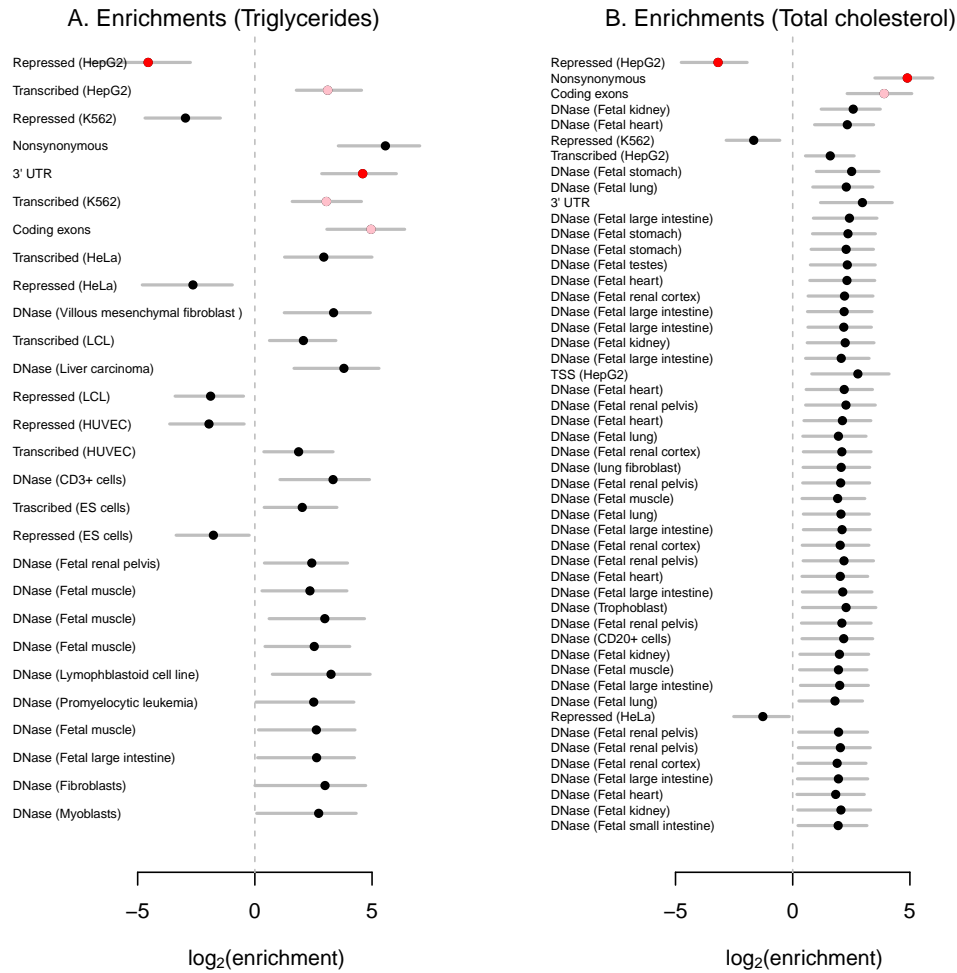 A. Enrichments (Triglycerides)
Repressed (HepG2)
Transcribed (HepG2)
Repressed (K562)
Nonsynonymous
3' UTR
Transcribed (K562)
Coding exons
Transcribed (HeLa)
Repressed (HeLa)
DNase (Villous mesenchymal fibroblast )
Transcribed (LCL)
DNase (Liver carcinoma)
Repressed (LCL)
Repressed (HUVEC)
Transcribed (HUVEC)
DNase (CD3+ cells)
Trascribed (ES cells)
Repressed (ES cells)
DNase (Fetal renal pelvis)
DNase (Fetal muscle)
DNase (Fetal muscle)
DNase (Fetal muscle)
DNase (Lymophblastoid cell line)
DNase (Promyelocytic leukemia)
DNase (Fetal muscle)
DNase (Fetal large intestine)
DNase (Fibroblasts)
DNase (Myoblasts)
−5 0 5
log₂(enrichment)
B. Enrichments (Total cholesterol)
Repressed (HepG2)
Nonsynonymous
Coding exons
DNase (Fetal kidney)
DNase (Fetal heart)
Repressed (K562)
Transcribed (HepG2)
DNase (Fetal stomach)
DNase (Fetal lung)
3' UTR
DNase (Fetal large intestine)
DNase (Fetal stomach)
DNase (Fetal stomach)
DNase (Fetal testes)
DNase (Fetal heart)
DNase (Fetal renal cortex)
DNase (Fetal large intestine)
DNase (Fetal large intestine)
DNase (Fetal kidney)
DNase (Fetal large intestine)
TSS (HepG2)
DNase (Fetal heart)
DNase (Fetal renal pelvis)
DNase (Fetal heart)
DNase (Fetal lung)
DNase (Fetal renal cortex)
DNase (lung fibroblast)
DNase (Fetal renal pelvis)
DNase (Fetal muscle)
DNase (Fetal lung)
DNase (Fetal large intestine)
DNase (Fetal renal cortex)
DNase (Fetal renal pelvis)
DNase (Fetal heart)
DNase (Fetal large intestine)
DNase (Trophoblast)
DNase (Fetal renal pelvis)
DNase (CD20+ cells)
DNase (Fetal kidney)
DNase (Fetal muscle)
DNase (Fetal large intestine)
DNase (Fetal lung)
Repressed (HeLa)
DNase (Fetal renal pelvis)
DNase (Fetal renal pelvis)
DNase (Fetal renal cortex)
DNase (Fetal large intestine)
DNase (Fetal heart)
DNase (Fetal kidney)
DNase (Fetal small intestine)
−5 0 5
log₂(enrichment)